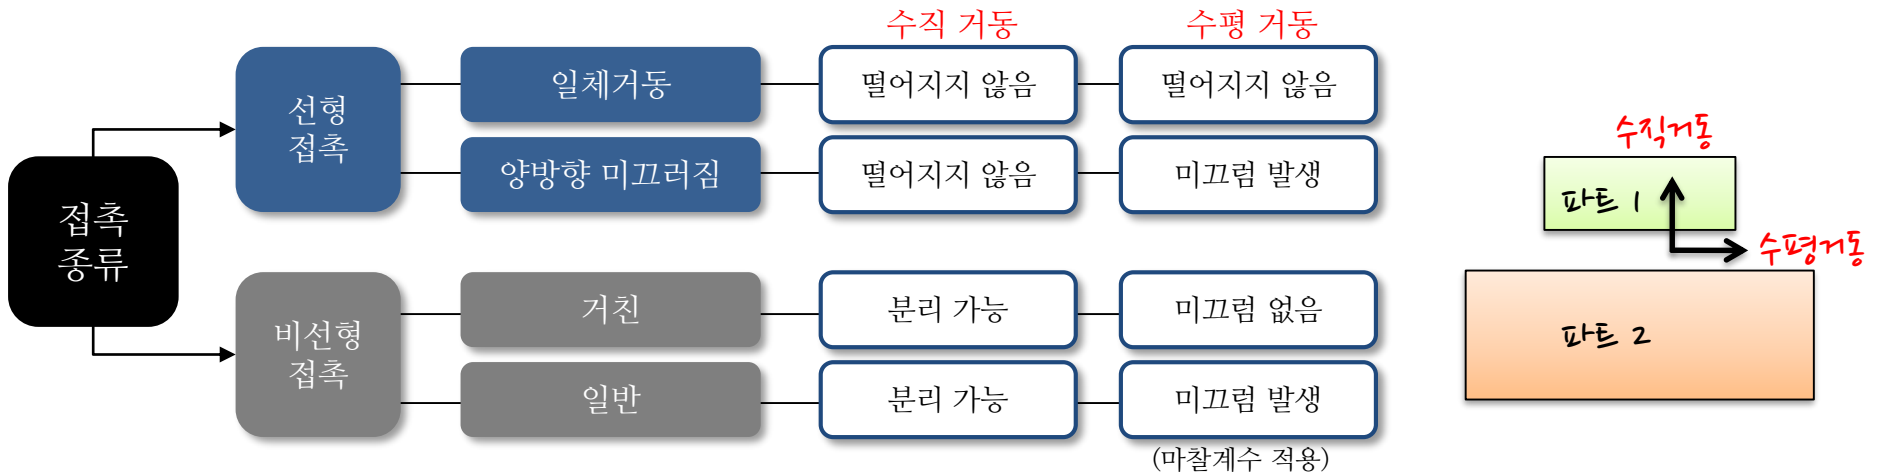 수직 거동
수평 거동
접촉
종류
선형
접촉
일체거동
떨어지지 않음
떨어지지 않음
양방향 미끄러짐
떨어지지 않음
미끄럼 발생
비선형
접촉
거친
분리 가능
미끄럼 없음
일반
분리 가능
미끄럼 발생
(마찰계수 적용)
수직거동
파트 1
수평거동
파트 2